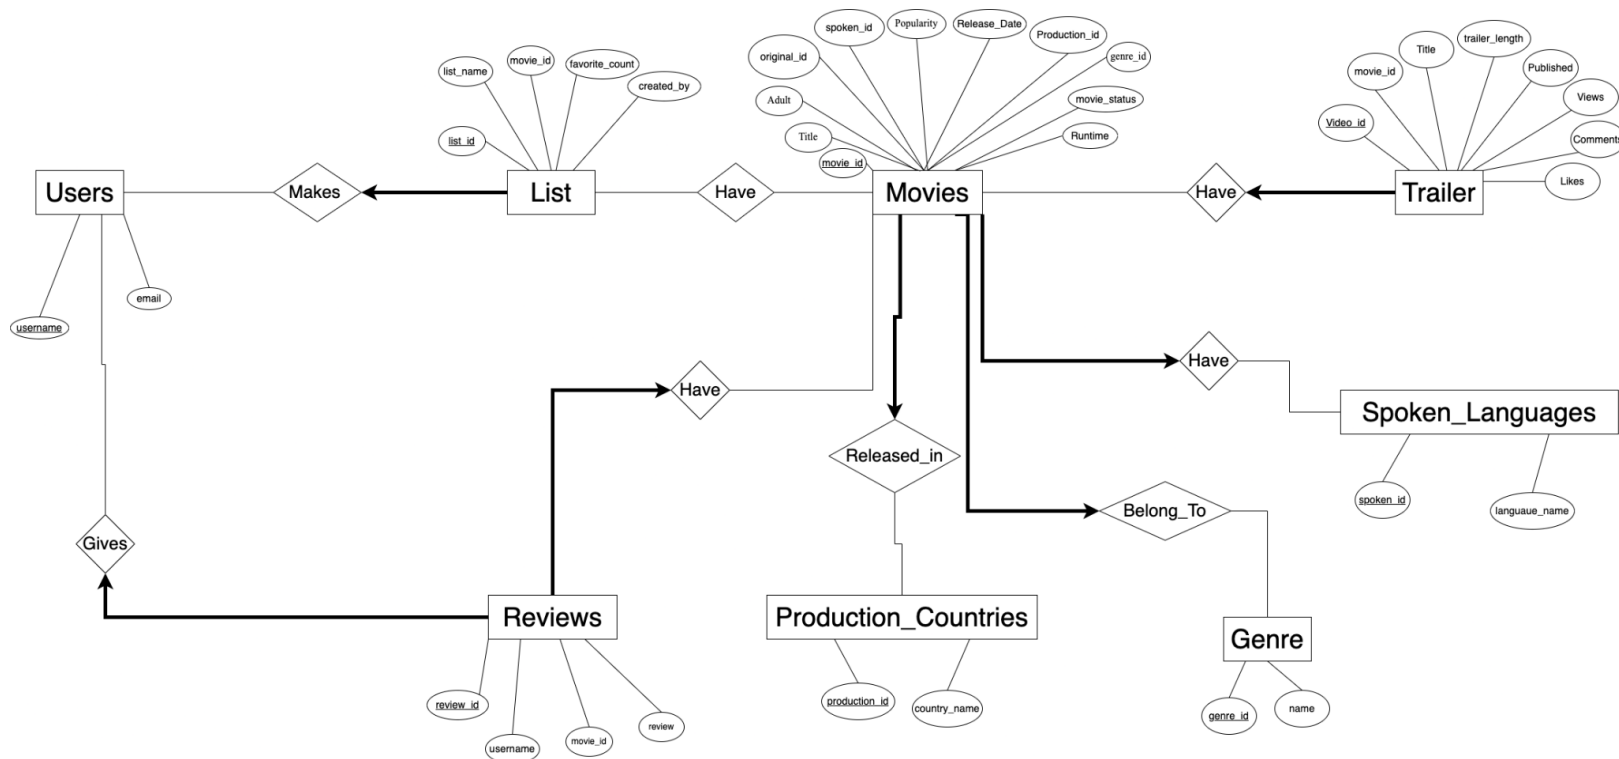 spoken_id
Popularity
Release_Date
Production_id
original_id
genre_id
Adult
movie_status
Title
Runtime
movie_id
list_name
movie_id
favorite_count
created_by
list_id
movie_id
Title
trailer_length
Published
Views
Video_id
Comments
Likes
Users
Makes
List
Have
Movies
Have
Trailer
username
email
Have
Have
Released_in
Spoken_Languages
spoken_id
languaue_name
Belong_To
Gives
Reviews
Production_Countries
Genre
review_id
username
movie_id
review
production_id
country_name
genre_id
name